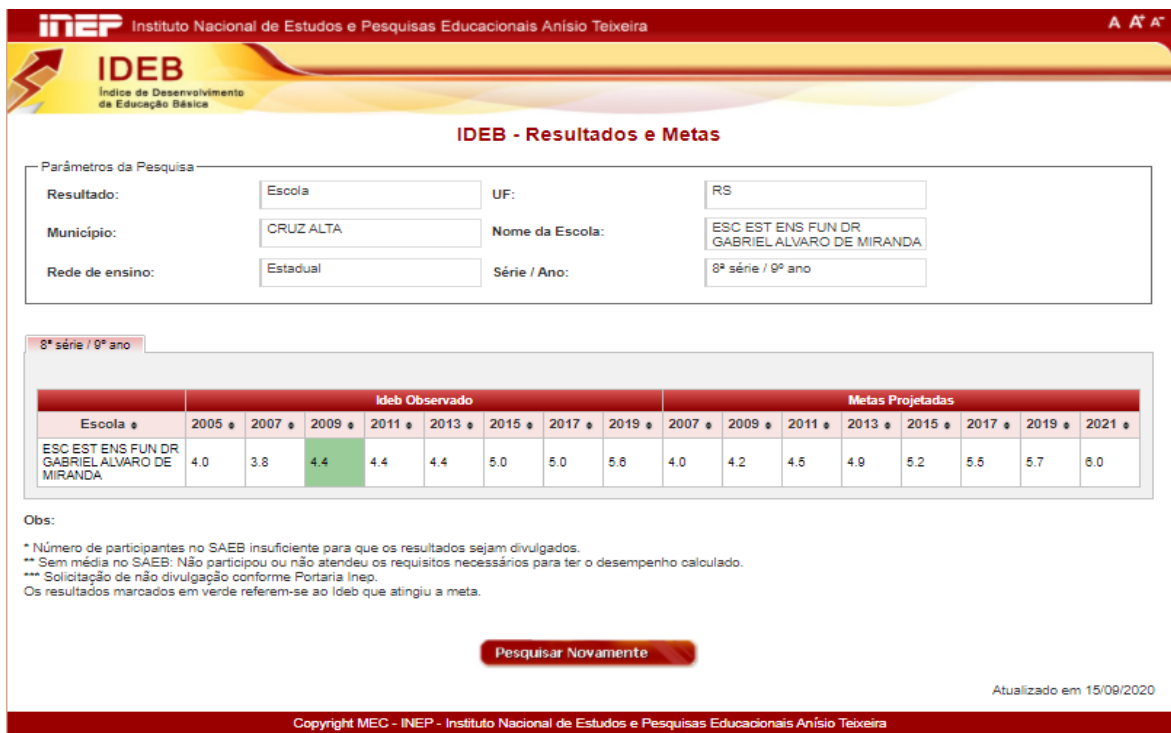 inep Instituto Nacional de Estudos e Pesquisas Educacionais Anísio Teixeira A A+ A-
IDEB
Índice de Desenvolvimento
da Educação Básica
IDEB - Resultados e Metas
Parâmetros da Pesquisa
Resultado: Escola UF: RS
Município: CRUZ ALTA Nome da Escola: ESC EST ENS FUN DR
GABRIEL ALVARO DE MIRANDA
Rede de ensino: Estadual Série / Ano: 8ª série / 9º ano
8ª série / 9º ano
Ideb Observado Metas Projetadas
Escola 2005 2007 2009 2011 2013 2015 2017 2019 2007 2009 2011 2013 2015 2017 2019 2021
ESC EST ENS FUN DR
GABRIEL ALVARO DE 4.0 3.8 4.4 4.4 4.4 5.0 5.0 5.6 4.0 4.2 4.5 4.9 5.2 5.5 5.7 6.0
MIRANDA
Obs:
* Número de participantes no SAEB insuficiente para que os resultados sejam divulgados.
** Sem média no SAEB: Não participou ou não atendeu os requisitos necessários para ter o desempenho calculado.
*** Solicitação de não divulgação conforme Portaria Inep.
Os resultados marcados em verde referem-se ao Ideb que atingiu a meta.
Pesquisar Novamente
Atualizado em 15/09/2020
Copyright MEC - INEP - Instituto Nacional de Estudos e Pesquisas Educacionais Anísio Teixeira